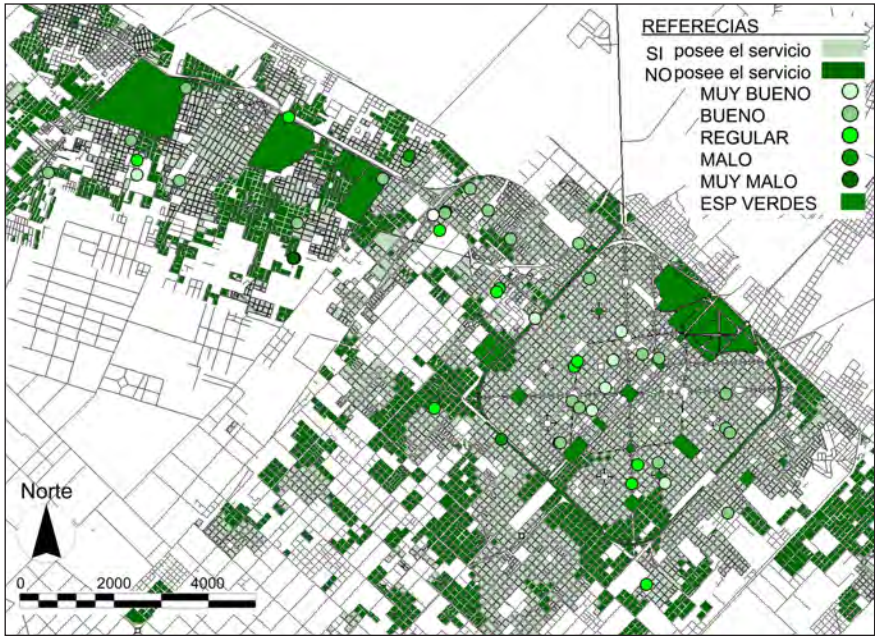 REFERECIAS
SI posee el servicio
NO posee el servicio
MUY BUENO
BUENO
REGULAR
MALO
MUY MALO
ESP VERDES
Norte
0 2000 4000